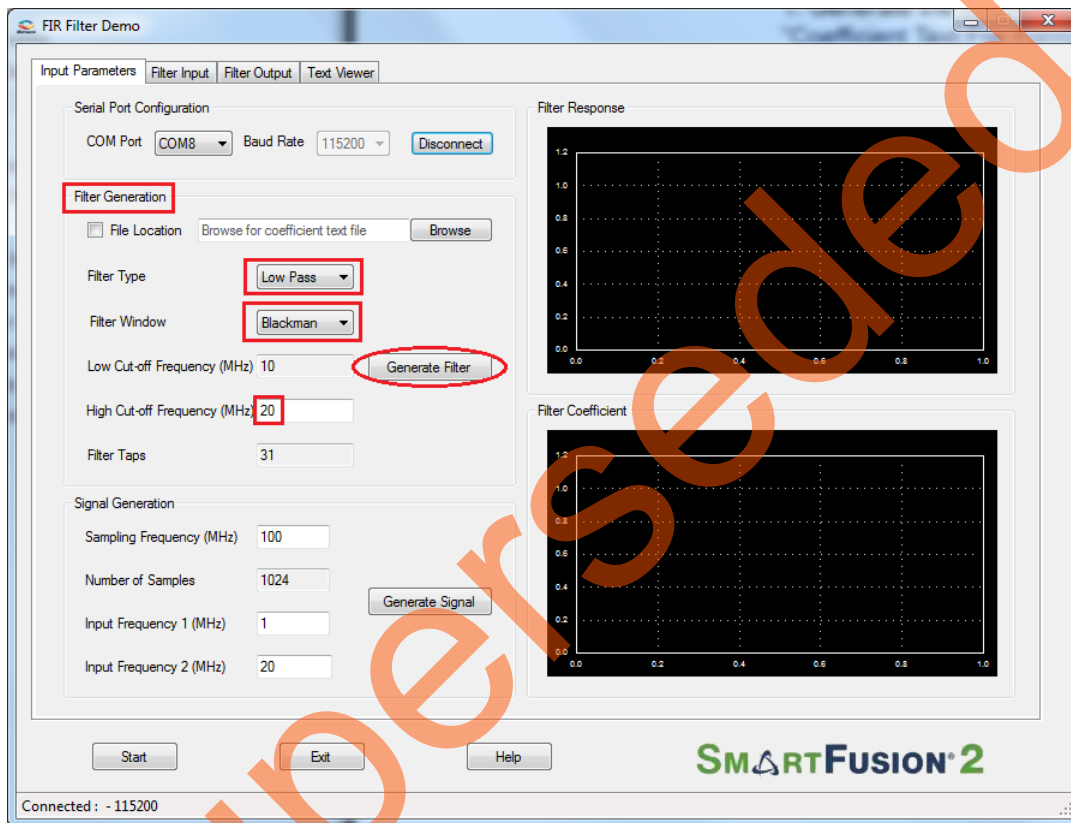 FIR Filter Demo
Input Parameters Filter Input Filter Output Text Viewer
Serial Port Configuration
COM Port COM8 Baud Rate 115200 Disconnect
Filter Generation
File Location Browse for coefficient text file Browse
Filter Type Low Pass
Filter Window Blackman
Low Cut-off Frequency (MHz) 10 Generate Filter
High Cut-off Frequency (MHz) 20
Filter Taps 31
Signal Generation
Sampling Frequency (MHz) 100
Number of Samples 1024
Generate Signal
Input Frequency 1 (MHz) 1
Input Frequency 2 (MHz) 20
Filter Response
1.2
1.0
0.8
0.6
0.4
0.2
0.0
0.0 0.2 0.4 0.6 0.8 1.0
Filter Coefficient
1.2
1.0
0.8
0.6
0.4
0.2
0.0
0.0 0.2 0.4 0.6 0.8 1.0
Start Exit Help
SMARTFUSION®2
Connected : - 115200
perseded